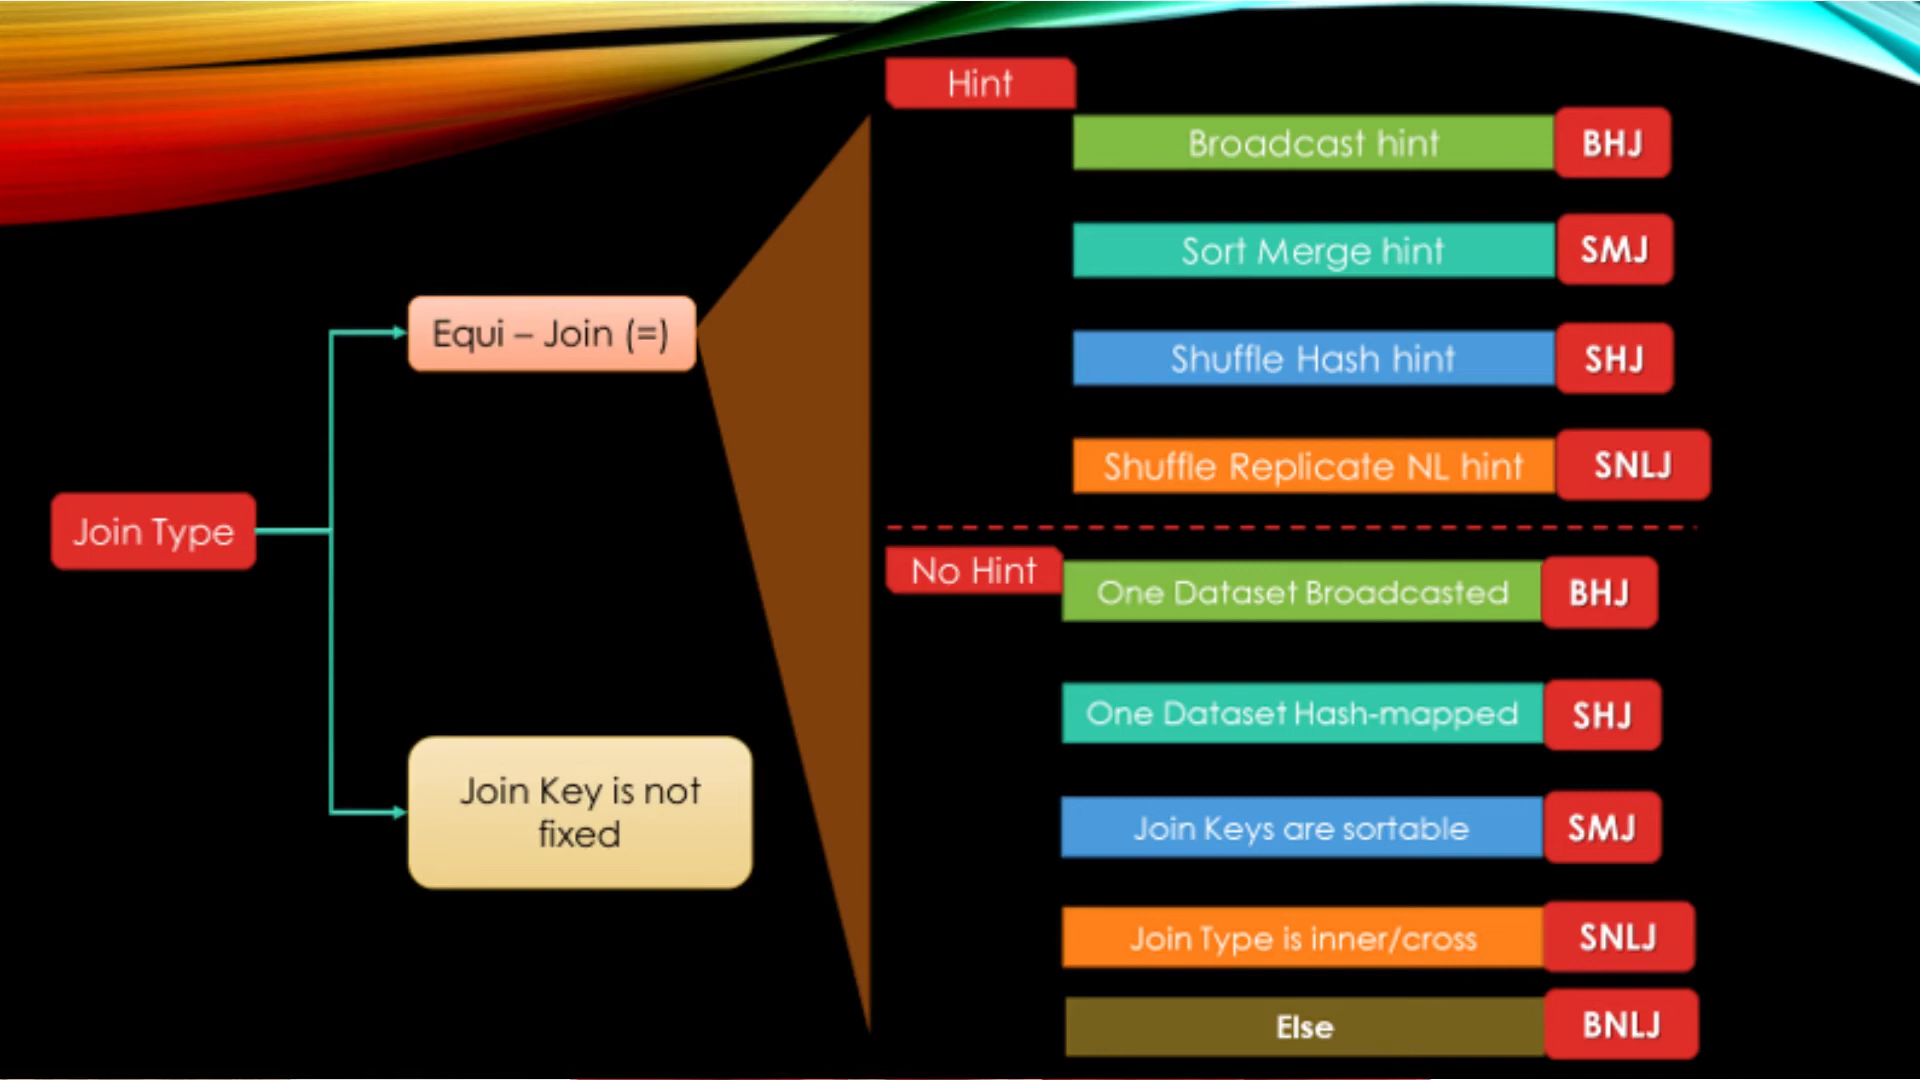 Join Type
Equi – Join (=)
Join Key is not
fixed
Hint
Broadcast hint
BHJ
Sort Merge hint
SMJ
Shuffle Hash hint
SHJ
Shuffle Replicate NL hint
SNLJ
No Hint
One Dataset Broadcasted
BHJ
One Dataset Hash-mapped
SHJ
Join Keys are sortable
SMJ
Join Type is inner/cross
SNLJ
Else
BNLJ